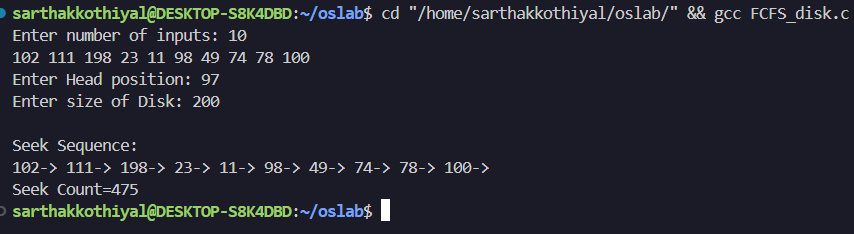 sarthakkothiyal@DESKTOP-S8K4DBD:~/oslab$ cd "/home/sarthakkothiyal/oslab/" && gcc FCFS_disk.c
Enter number of inputs: 10
102 111 198 23 11 98 49 74 78 100
Enter Head position: 97
Enter size of Disk: 200
Seek Sequence:
102-> 111-> 198-> 23-> 11-> 98-> 49-> 74-> 78-> 100->
Seek Count=475
sarthakkothiyal@DESKTOP-S8K4DBD:~/oslab$